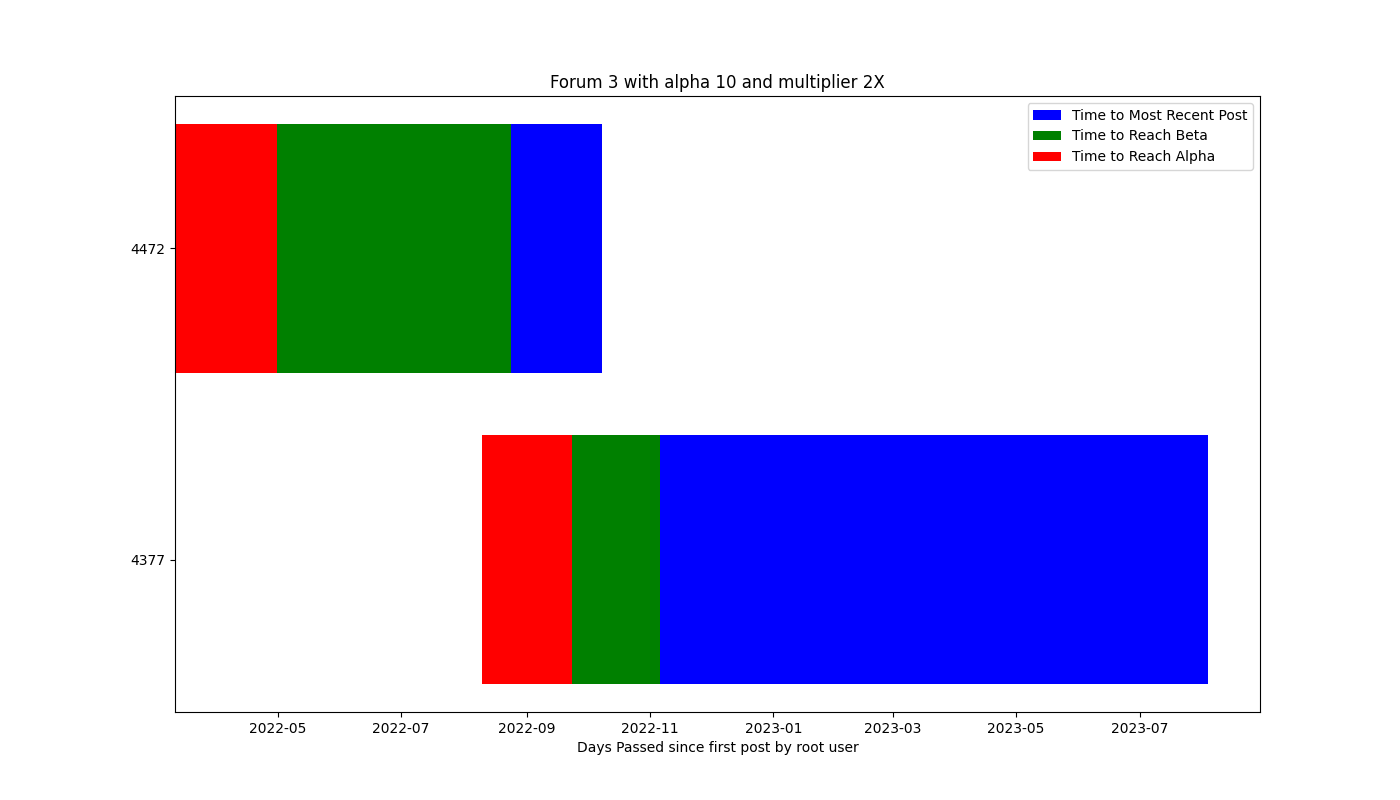 Forum 3 with alpha 10 and multiplier 2X
Time to Most Recent Post
Time to Reach Beta
Time to Reach Alpha
4472
4377
2022-05 2022-07 2022-09 2022-11 2023-01 2023-03 2023-05 2023-07
Days Passed since first post by root user